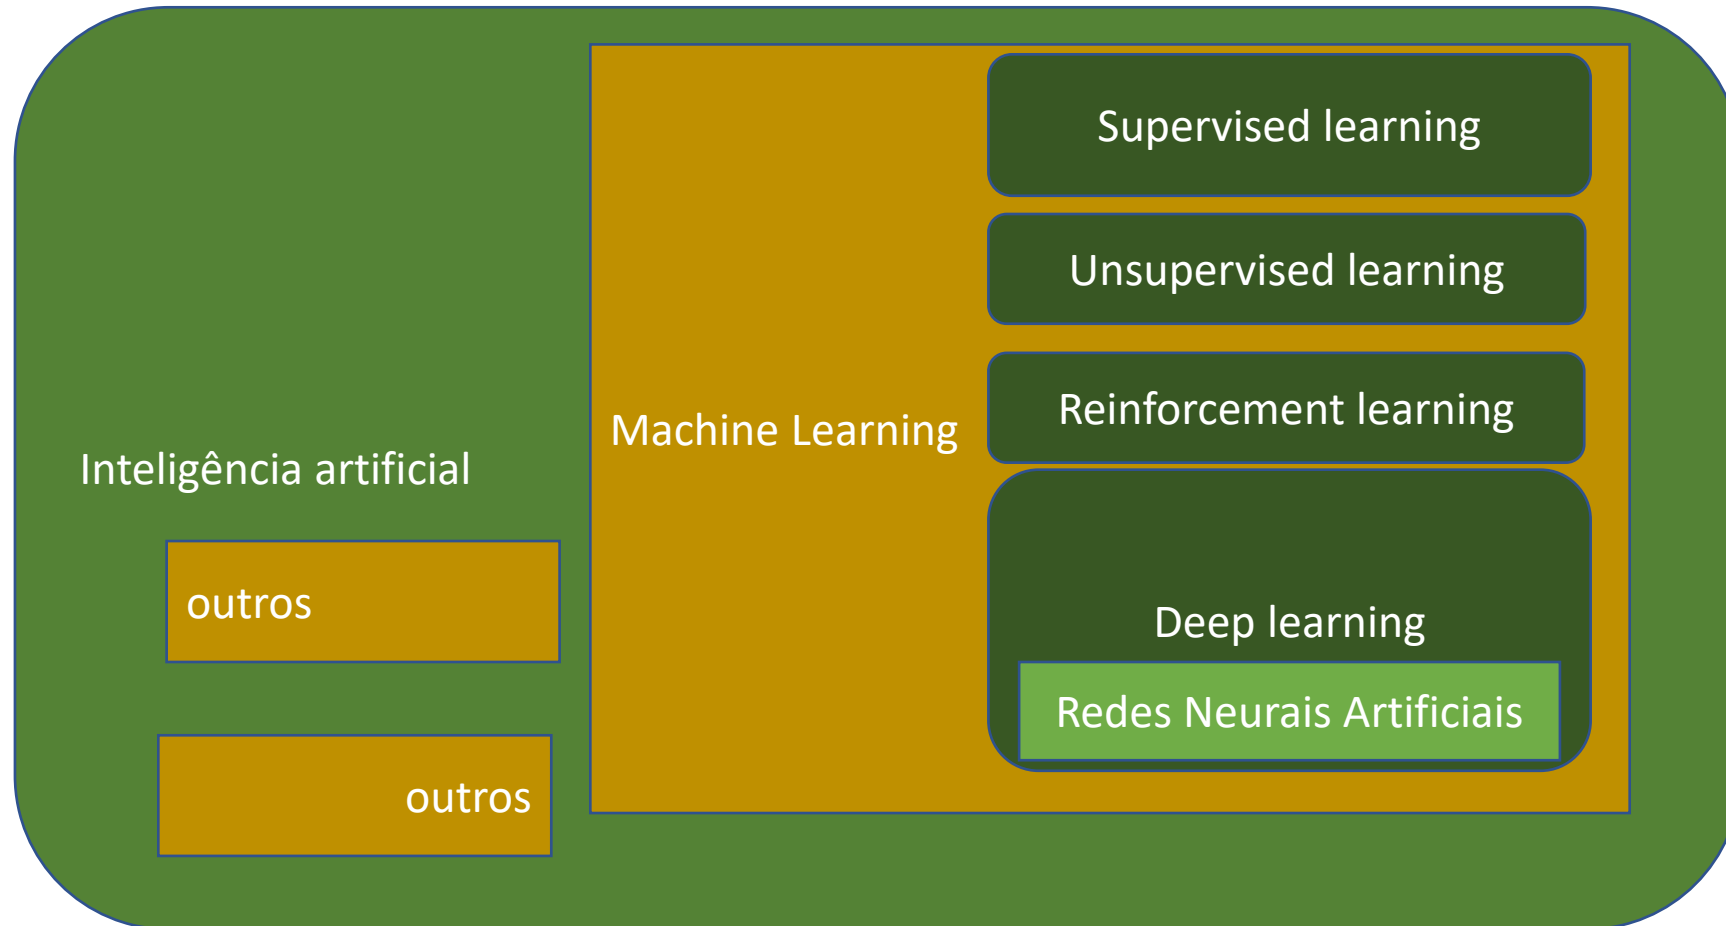 Supervised learning
Unsupervised learning
Reinforcement learning
Machine Learning
Inteligência artificial
outros
Deep learning
Redes Neurais Artificiais
outros